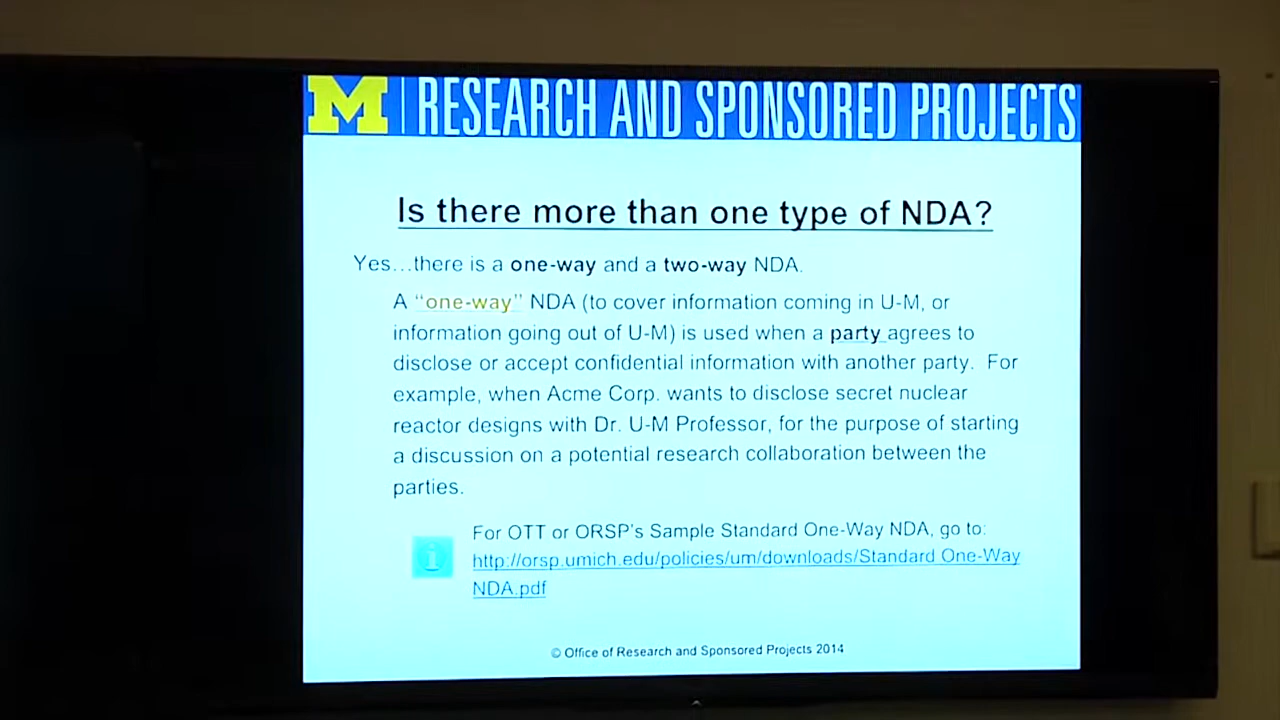 M | RESEARCH AND SPONSORED PROJECTS
Is there more than one type of NDA?
Yes...there is a one-way and a two-way NDA.
A “one-way” NDA (to cover information coming in U-M, or
information going out of U-M) is used when a party agrees to
disclose or accept confidential information with another party. For
example, when Acme Corp. wants to disclose secret nuclear
reactor designs with Dr. U-M Professor, for the purpose of starting
a discussion on a potential research collaboration between the
parties.
For OTT or ORSP's Sample Standard One-Way NDA, go to:
http://orsp.umich.edu/policies/um/downloads/Standard One-Way
NDA.pdf
© Office of Research and Sponsored Projects 2014